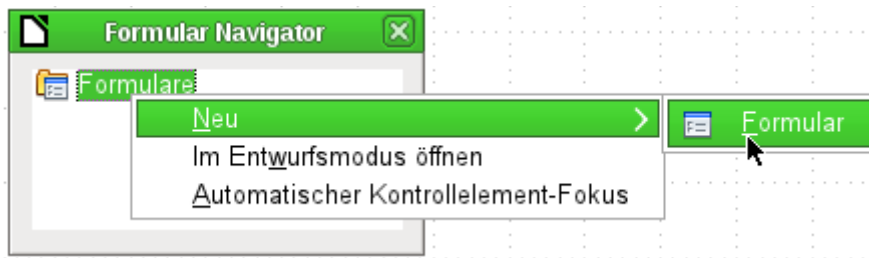 Formular Navigator
Formulare
Neu
Formular
Im Entwurfsmodus öffnen
Automatischer Kontrollelement-Fokus